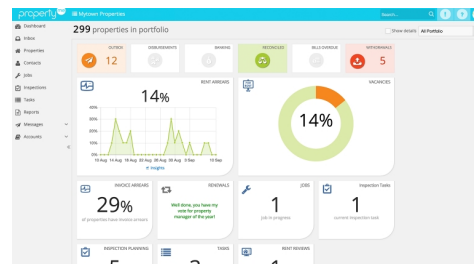 property
Mytown Properties
Search...
Dashboard
Inbox
Properties
Contacts
Jobs
Inspections
Tasks
Reports
Messages
Accounts
299 properties in portfolio
Show details
All Portfolio
OUTBOX
12
DISBURSEMENTS
BANKING
RECONCILED
BILLS OVERDUE
WITHDRAWALS
5
RENT ARREARS
14%
40%
30%
20%
10%
0%
10 Aug 14 Aug 18 Aug 22 Aug 26 Aug 30 Aug 3 Sep 10 Sep
Insights
VACANCIES
14%
INVOICE ARREARS
29%
of properties have invoice arrears
RENEWALS
Well done, you have my
vote for property
manager of the year!
JOBS
1
job in progress
Inspection Tasks
1
current inspection task
INSPECTION PLANNING
TASKS
RENT REVIEWS